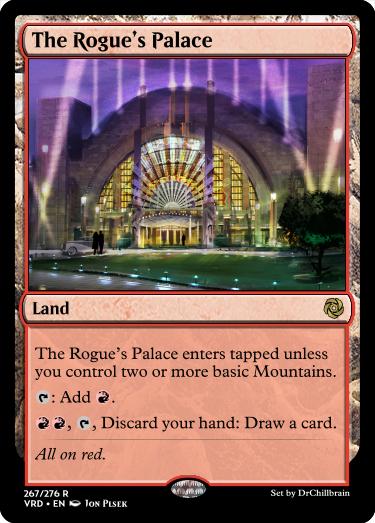 The Rogue's Palace
Land
The Rogue's Palace enters tapped unless
you control two or more basic Mountains.
: Add .
, , Discard your hand: Draw a card.
All on red.
267/276 R
VRD • EN Jon Plsek
Set by DrChillbrain